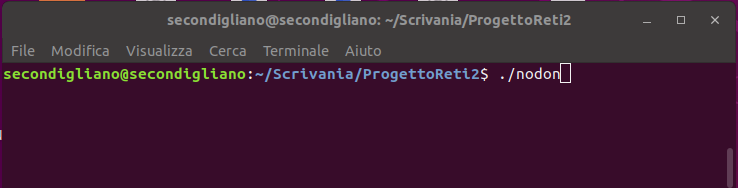 secondigliano@secondigliano: ~/Scrivania/ProgettoReti2
File Modifica Visualizza Cerca Terminale Aiuto
secondigliano@secondigliano:~/Scrivania/ProgettoReti2$ ./nodon